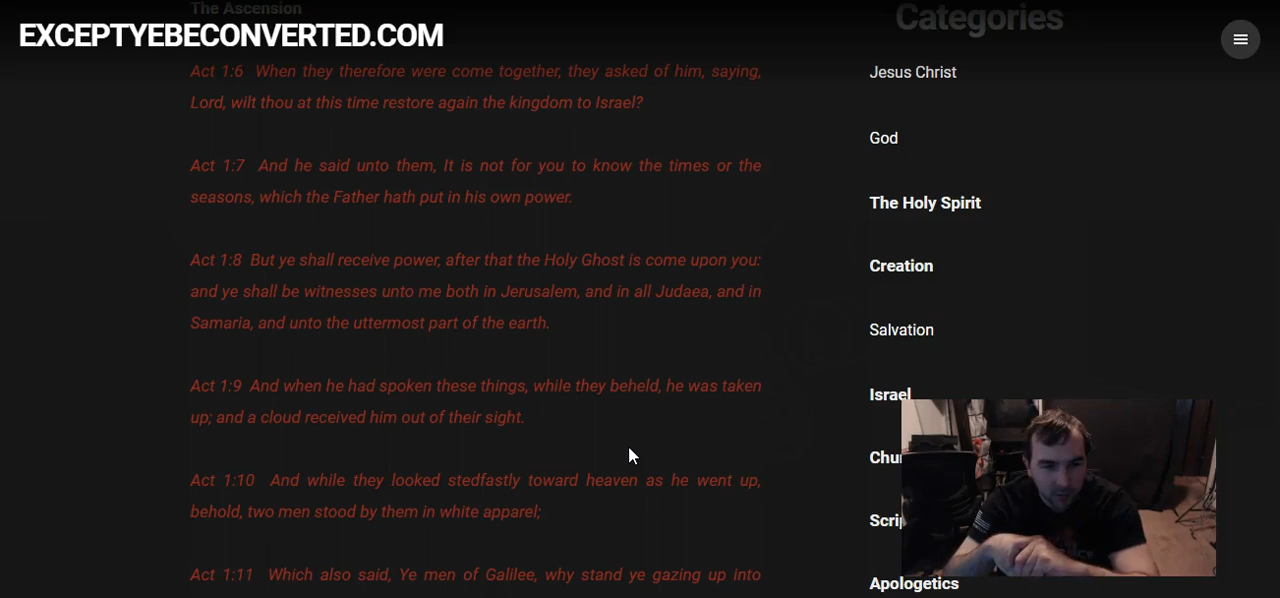 The Ascension
EXCEPTYEBECONVERTED.COM
Act 1:6 When they therefore were come together, they asked of him, saying,
Lord, wilt thou at this time restore again the kingdom to Israel?
Act 1:7 And he said unto them, It is not for you to know the times or the
seasons, which the Father hath put in his own power.
Act 1:8 But ye shall receive power, after that the Holy Ghost is come upon you:
and ye shall be witnesses unto me both in Jerusalem, and in all Judaea, and in
Samaria, and unto the uttermost part of the earth.
Act 1:9 And when he had spoken these things, while they beheld, he was taken
up; and a cloud received him out of their sight.
Act 1:10 And while they looked stedfastly toward heaven as he went up,
behold, two men stood by them in white apparel;
Act 1:11 Which also said, Ye men of Galilee, why stand ye gazing up into
Categories
Jesus Christ
God
The Holy Spirit
Creation
Salvation
Israel
Apologetics